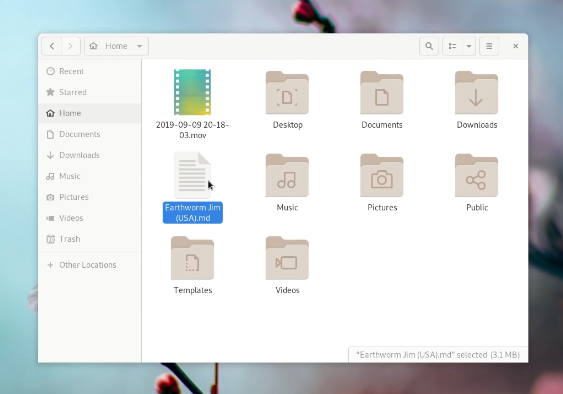 Home
Recent
Starred
Home
Documents
Downloads
Music
Pictures
Videos
Trash
Other Locations
2019-09-09 20-18-
03.mov
Desktop
Documents
Downloads
Earthworm Jim
(USA).md
Music
Pictures
Public
Templates
Videos
"Earthworm Jim (USA).md" selected (3.1 MB)